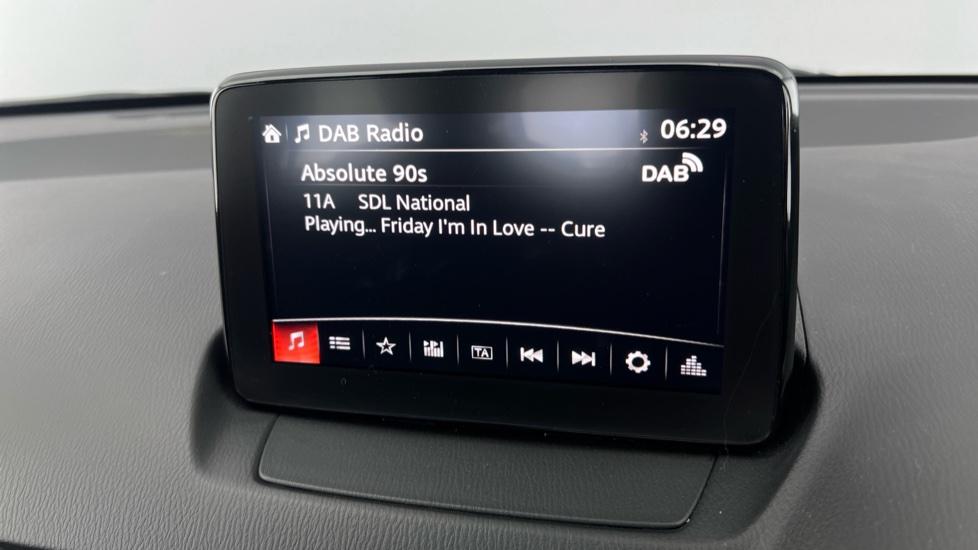 DAB Radio 06:29
Absolute 90s DAB
11A SDL National
Playing... Friday I'm In Love -- Cure
TA